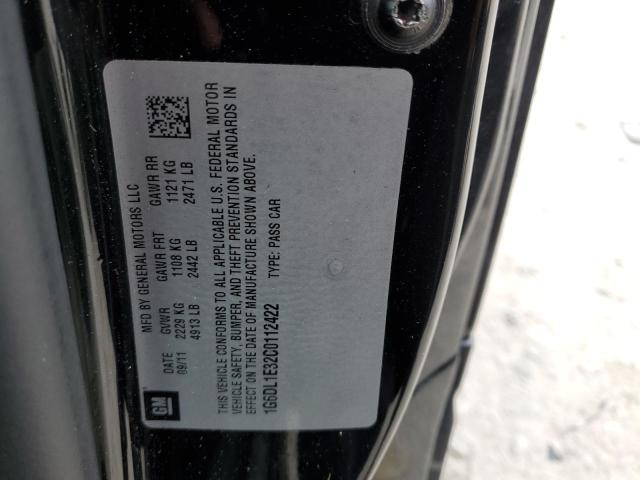 MFD BY GENERAL MOTORS LLC
DATE GVWR GAWR FRT GAWR RR
09/11 2229 KG 1108 KG 1121 KG
4913 LB 2442 LB 2471 LB
THIS VEHICLE CONFORMS TO ALL APPLICABLE U.S. FEDERAL MOTOR
VEHICLE SAFETY, BUMPER, AND THEFT PREVENTION STANDARDS IN
EFFECT ON THE DATE OF MANUFACTURE SHOWN ABOVE.
1G6DL1E32C0112422 TYPE: PASS CAR
GM